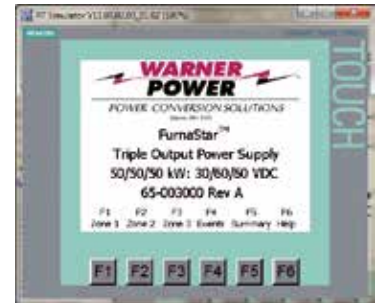 WARNER
POWER
POWER CONVERSION SOLUTIONS
FurnaStar™
Triple Output Power Supply
50/50/50 kW: 30/60/60 VDC
65-003000 Rev A
F1 F2 F3 F4 F5 F6
Zone 1 Zone 2 Zone 3 Events Summary Help
TOUCH
F1 F2 F3 F4 F5 F6